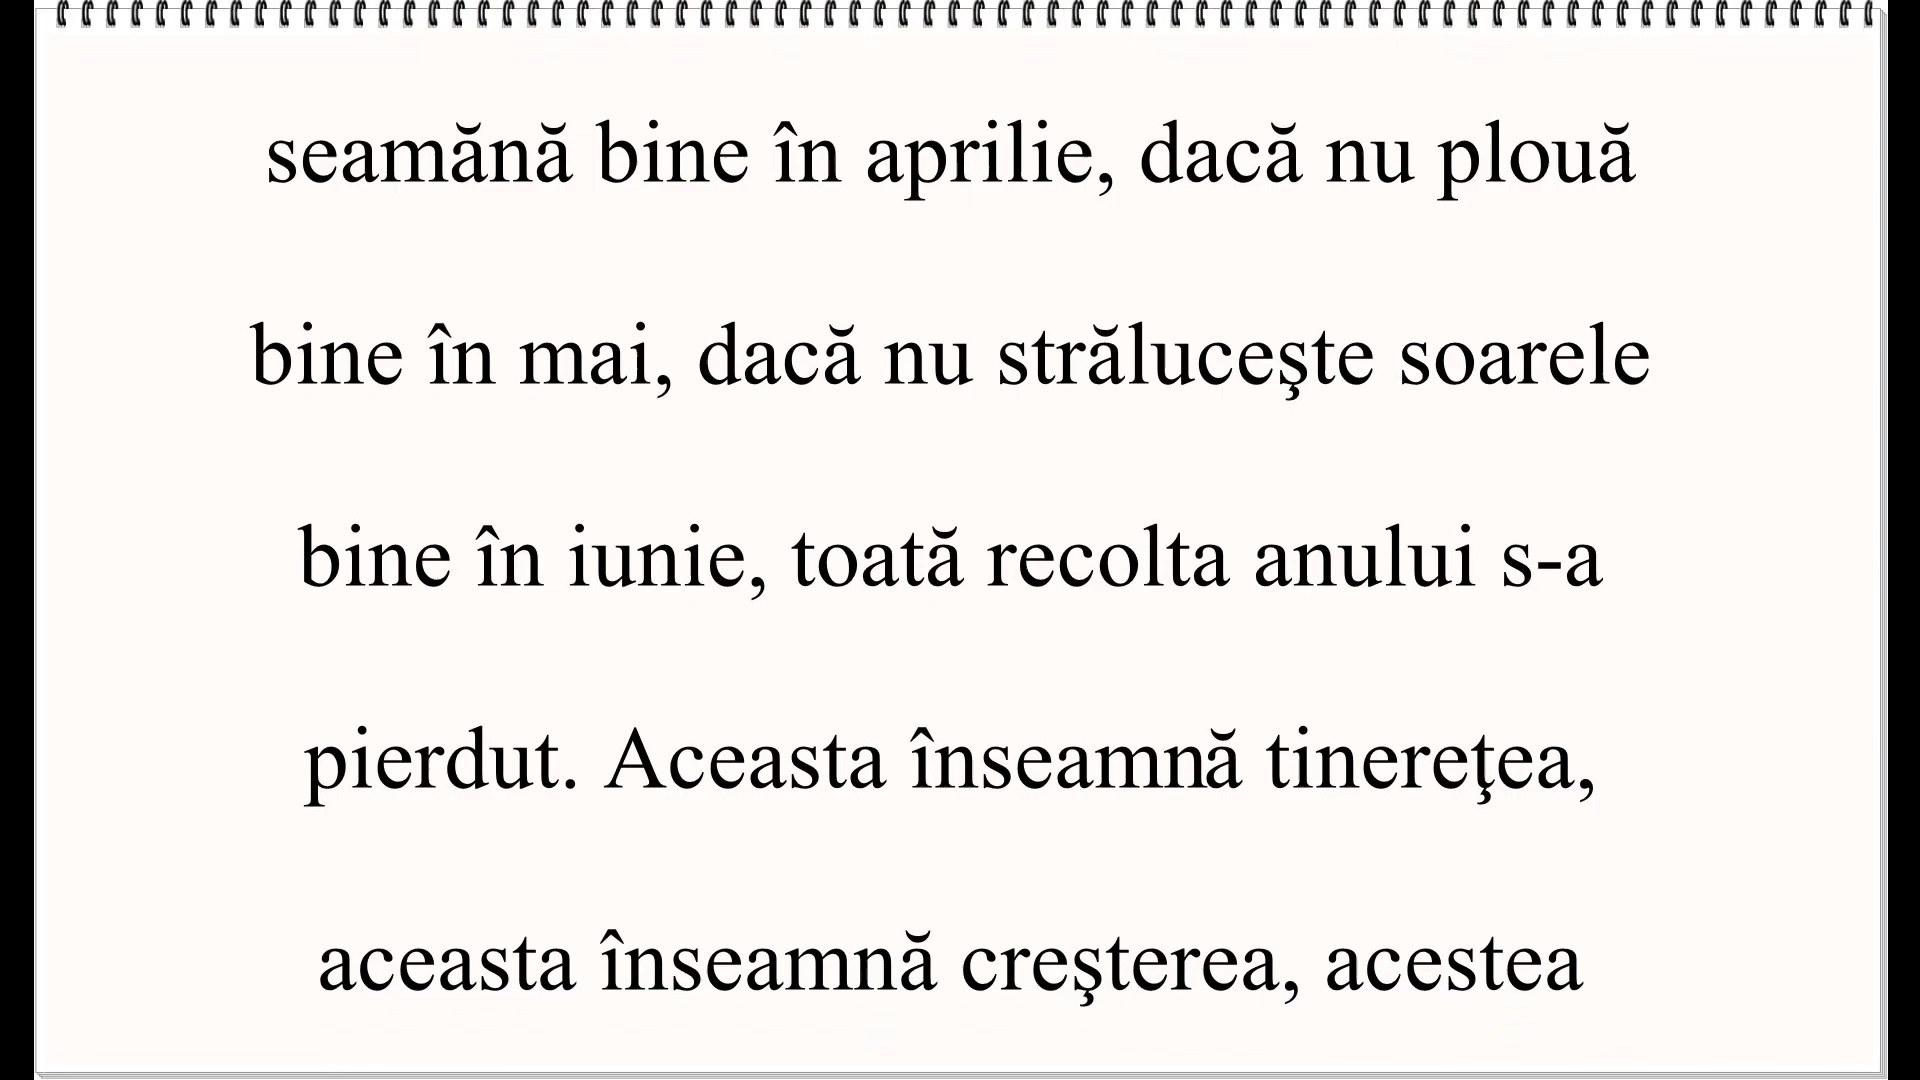 seamănă bine în aprilie, dacă nu plouă
bine în mai, dacă nu străluceşte soarele
bine în iunie, toată recolta anului s-a
pierdut. Aceasta înseamnă tinereţea,
aceasta înseamnă creşterea, acestea